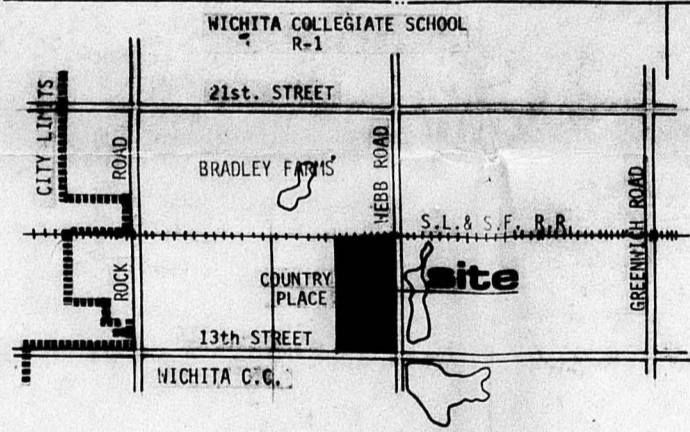 WICHITA COLLEGIATE SCHOOL
R-1
21st. STREET
CITY LIMITS
ROAD
BRADLEY FARMS
WEBB ROAD
GREENWICH ROAD
S.L.& S.F. R.R.
ROCK
COUNTRY
PLACE
site
13th STREET
WICHITA C.C.